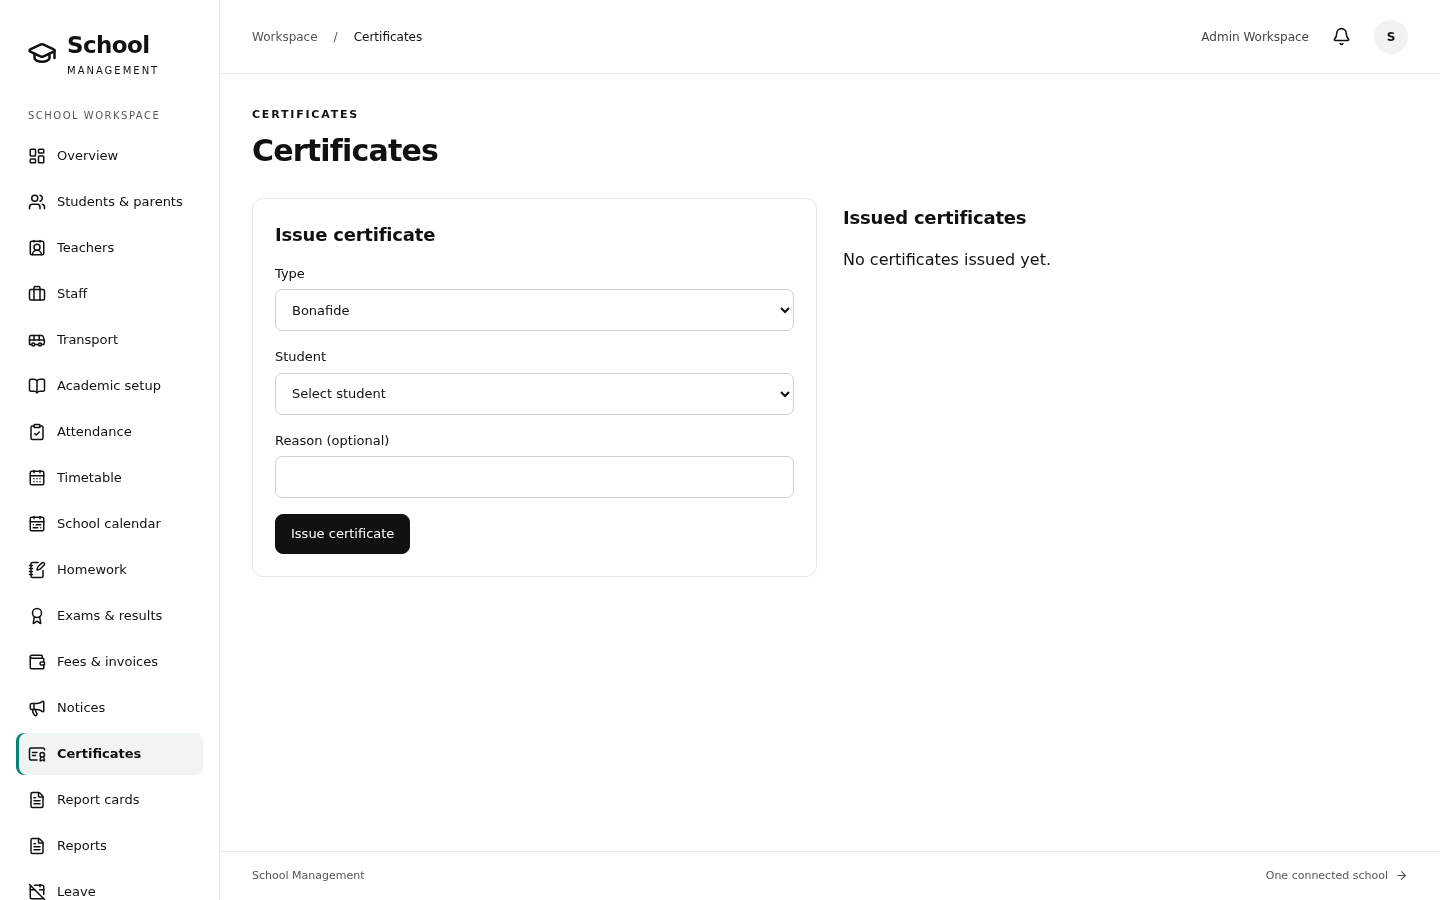 School
MANAGEMENT
SCHOOL WORKSPACE
Overview
Students & parents
Teachers
Staff
Transport
Academic setup
Attendance
Timetable
School calendar
Homework
Exams & results
Fees & invoices
Notices
Certificates
Report cards
Reports
Leave
Workspace / Certificates
Admin Workspace
S
CERTIFICATES
Certificates
Issue certificate
Type
Bonafide
Student
Select student
Reason (optional)
Issue certificate
Issued certificates
No certificates issued yet.
School Management
One connected school